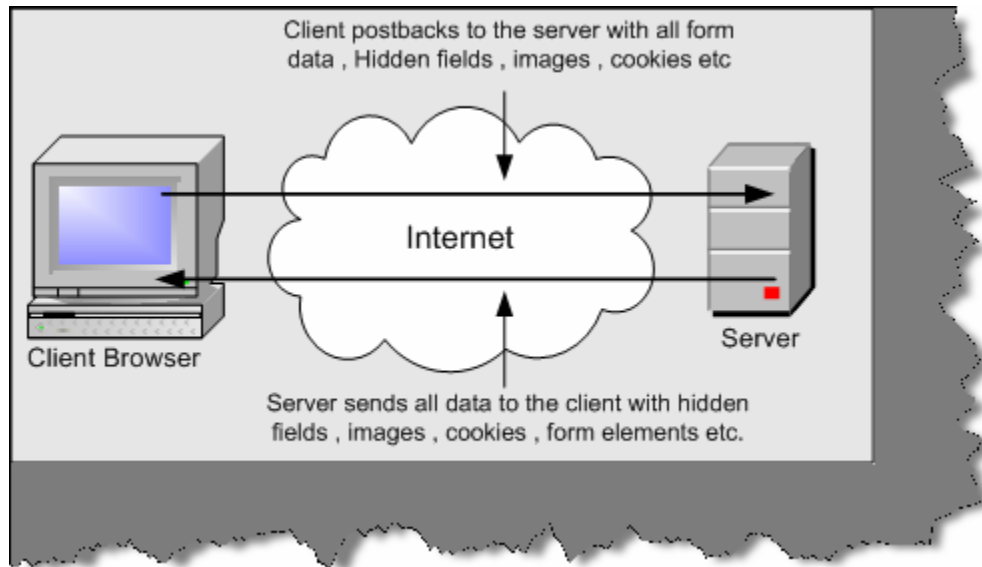 Client postbacks to the server with all form
data , Hidden fields , images , cookies etc
Internet
Client Browser
Server
Server sends all data to the client with hidden
fields , images , cookies , form elements etc.